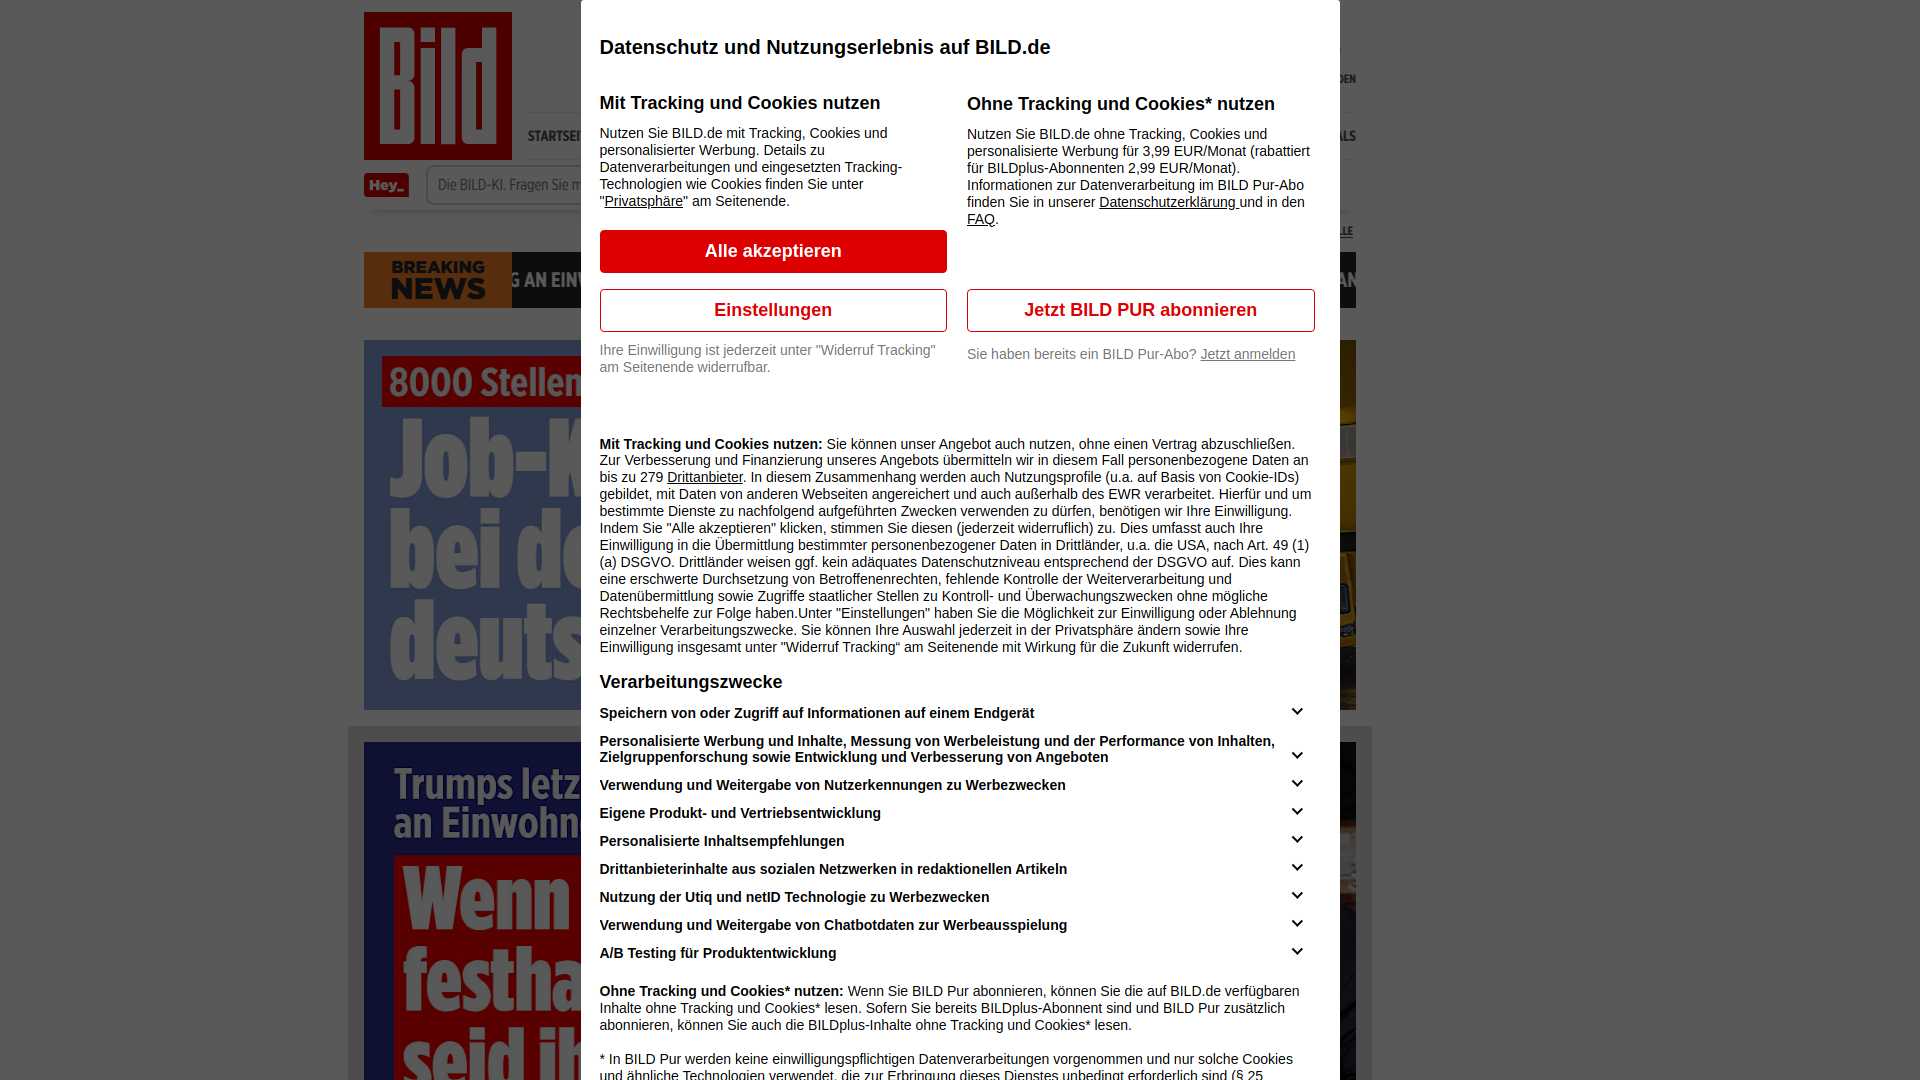 Bild
STARTSEI
DEN
ALS
Hey_
Die BILD-KI. Fragen Sie m
LLE
BREAKING
NEWS
G AN EINW
AN
8000 Stellen
Job-K
bei de
deuts
Trumps letz
an Einwohne
Wenn
festha
seid ih
Datenschutz und Nutzungserlebnis auf BILD.de
Mit Tracking und Cookies nutzen
Nutzen Sie BILD.de mit Tracking, Cookies und
personalisierter Werbung. Details zu
Datenverarbeitungen und eingesetzten Tracking-
Technologien wie Cookies finden Sie unter
"Privatsphäre" am Seitenende.
Alle akzeptieren
Einstellungen
Ihre Einwilligung ist jederzeit unter "Widerruf Tracking"
am Seitenende widerrufbar.
Ohne Tracking und Cookies* nutzen
Nutzen Sie BILD.de ohne Tracking, Cookies und
personalisierte Werbung für 3,99 EUR/Monat (rabattiert
für BILDplus-Abonnenten 2,99 EUR/Monat).
Informationen zur Datenverarbeitung im BILD Pur-Abo
finden Sie in unserer Datenschutzerklärung und in den
FAQ.
Jetzt BILD PUR abonnieren
Sie haben bereits ein BILD Pur-Abo? Jetzt anmelden
Mit Tracking und Cookies nutzen: Sie können unser Angebot auch nutzen, ohne einen Vertrag abzuschließen.
Zur Verbesserung und Finanzierung unseres Angebots übermitteln wir in diesem Fall personenbezogene Daten an
bis zu 279 Drittanbieter. In diesem Zusammenhang werden auch Nutzungsprofile (u.a. auf Basis von Cookie-IDs)
gebildet, mit Daten von anderen Webseiten angereichert und auch außerhalb des EWR verarbeitet. Hierfür und um
bestimmte Dienste zu nachfolgend aufgeführten Zwecken verwenden zu dürfen, benötigen wir Ihre Einwilligung.
Indem Sie "Alle akzeptieren" klicken, stimmen Sie diesen (jederzeit widerruflich) zu. Dies umfasst auch Ihre
Einwilligung in die Übermittlung bestimmter personenbezogener Daten in Drittländer, u.a. die USA, nach Art. 49 (1)
(a) DSGVO. Drittländer weisen ggf. kein adäquates Datenschutzniveau entsprechend der DSGVO auf. Dies kann
eine erschwerte Durchsetzung von Betroffenenrechten, fehlende Kontrolle der Weiterverarbeitung und
Datenübermittlung sowie Zugriffe staatlicher Stellen zu Kontroll- und Überwachungszwecken ohne mögliche
Rechtsbehelfe zur Folge haben.Unter "Einstellungen" haben Sie die Möglichkeit zur Einwilligung oder Ablehnung
einzelner Verarbeitungszwecke. Sie können Ihre Auswahl jederzeit in der Privatsphäre ändern sowie Ihre
Einwilligung insgesamt unter "Widerruf Tracking“ am Seitenende mit Wirkung für die Zukunft widerrufen.
Verarbeitungszwecke
Speichern von oder Zugriff auf Informationen auf einem Endgerät
Personalisierte Werbung und Inhalte, Messung von Werbeleistung und der Performance von Inhalten,
Zielgruppenforschung sowie Entwicklung und Verbesserung von Angeboten
Verwendung und Weitergabe von Nutzerkennungen zu Werbezwecken
Eigene Produkt- und Vertriebsentwicklung
Personalisierte Inhaltsempfehlungen
Drittanbieterinhalte aus sozialen Netzwerken in redaktionellen Artikeln
Nutzung der Utiq und netID Technologie zu Werbezwecken
Verwendung und Weitergabe von Chatbotdaten zur Werbeausspielung
A/B Testing für Produktentwicklung
Ohne Tracking und Cookies* nutzen: Wenn Sie BILD Pur abonnieren, können Sie die auf BILD.de verfügbaren
Inhalte ohne Tracking und Cookies* lesen. Sofern Sie bereits BILDplus-Abonnent sind und BILD Pur zusätzlich
abonnieren, können Sie auch die BILDplus-Inhalte ohne Tracking und Cookies* lesen.
* In BILD Pur werden keine einwilligungspflichtigen Datenverarbeitungen vorgenommen und nur solche Cookies
und ähnliche Technologien verwendet, die zur Erbringung dieses Dienstes unbedingt erforderlich sind (§ 25